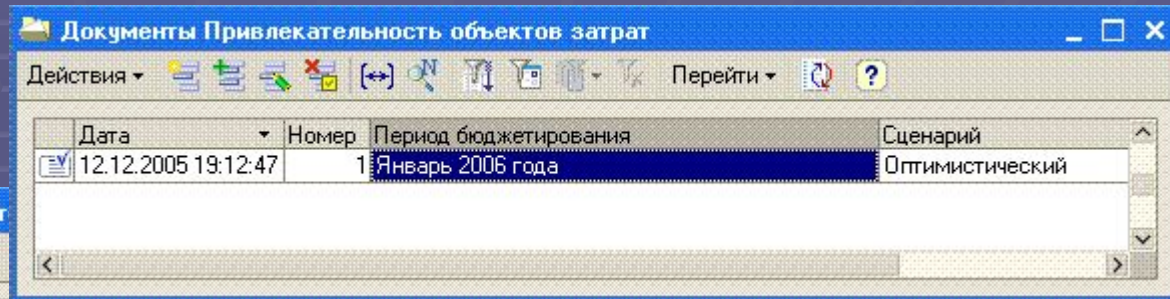 Документы Привлекательность объектов затрат
Действия Перейти
Дата Номер Период бюджетирования Сценарий
12.12.2005 19:12:47 1 Январь 2006 года Оптимистический